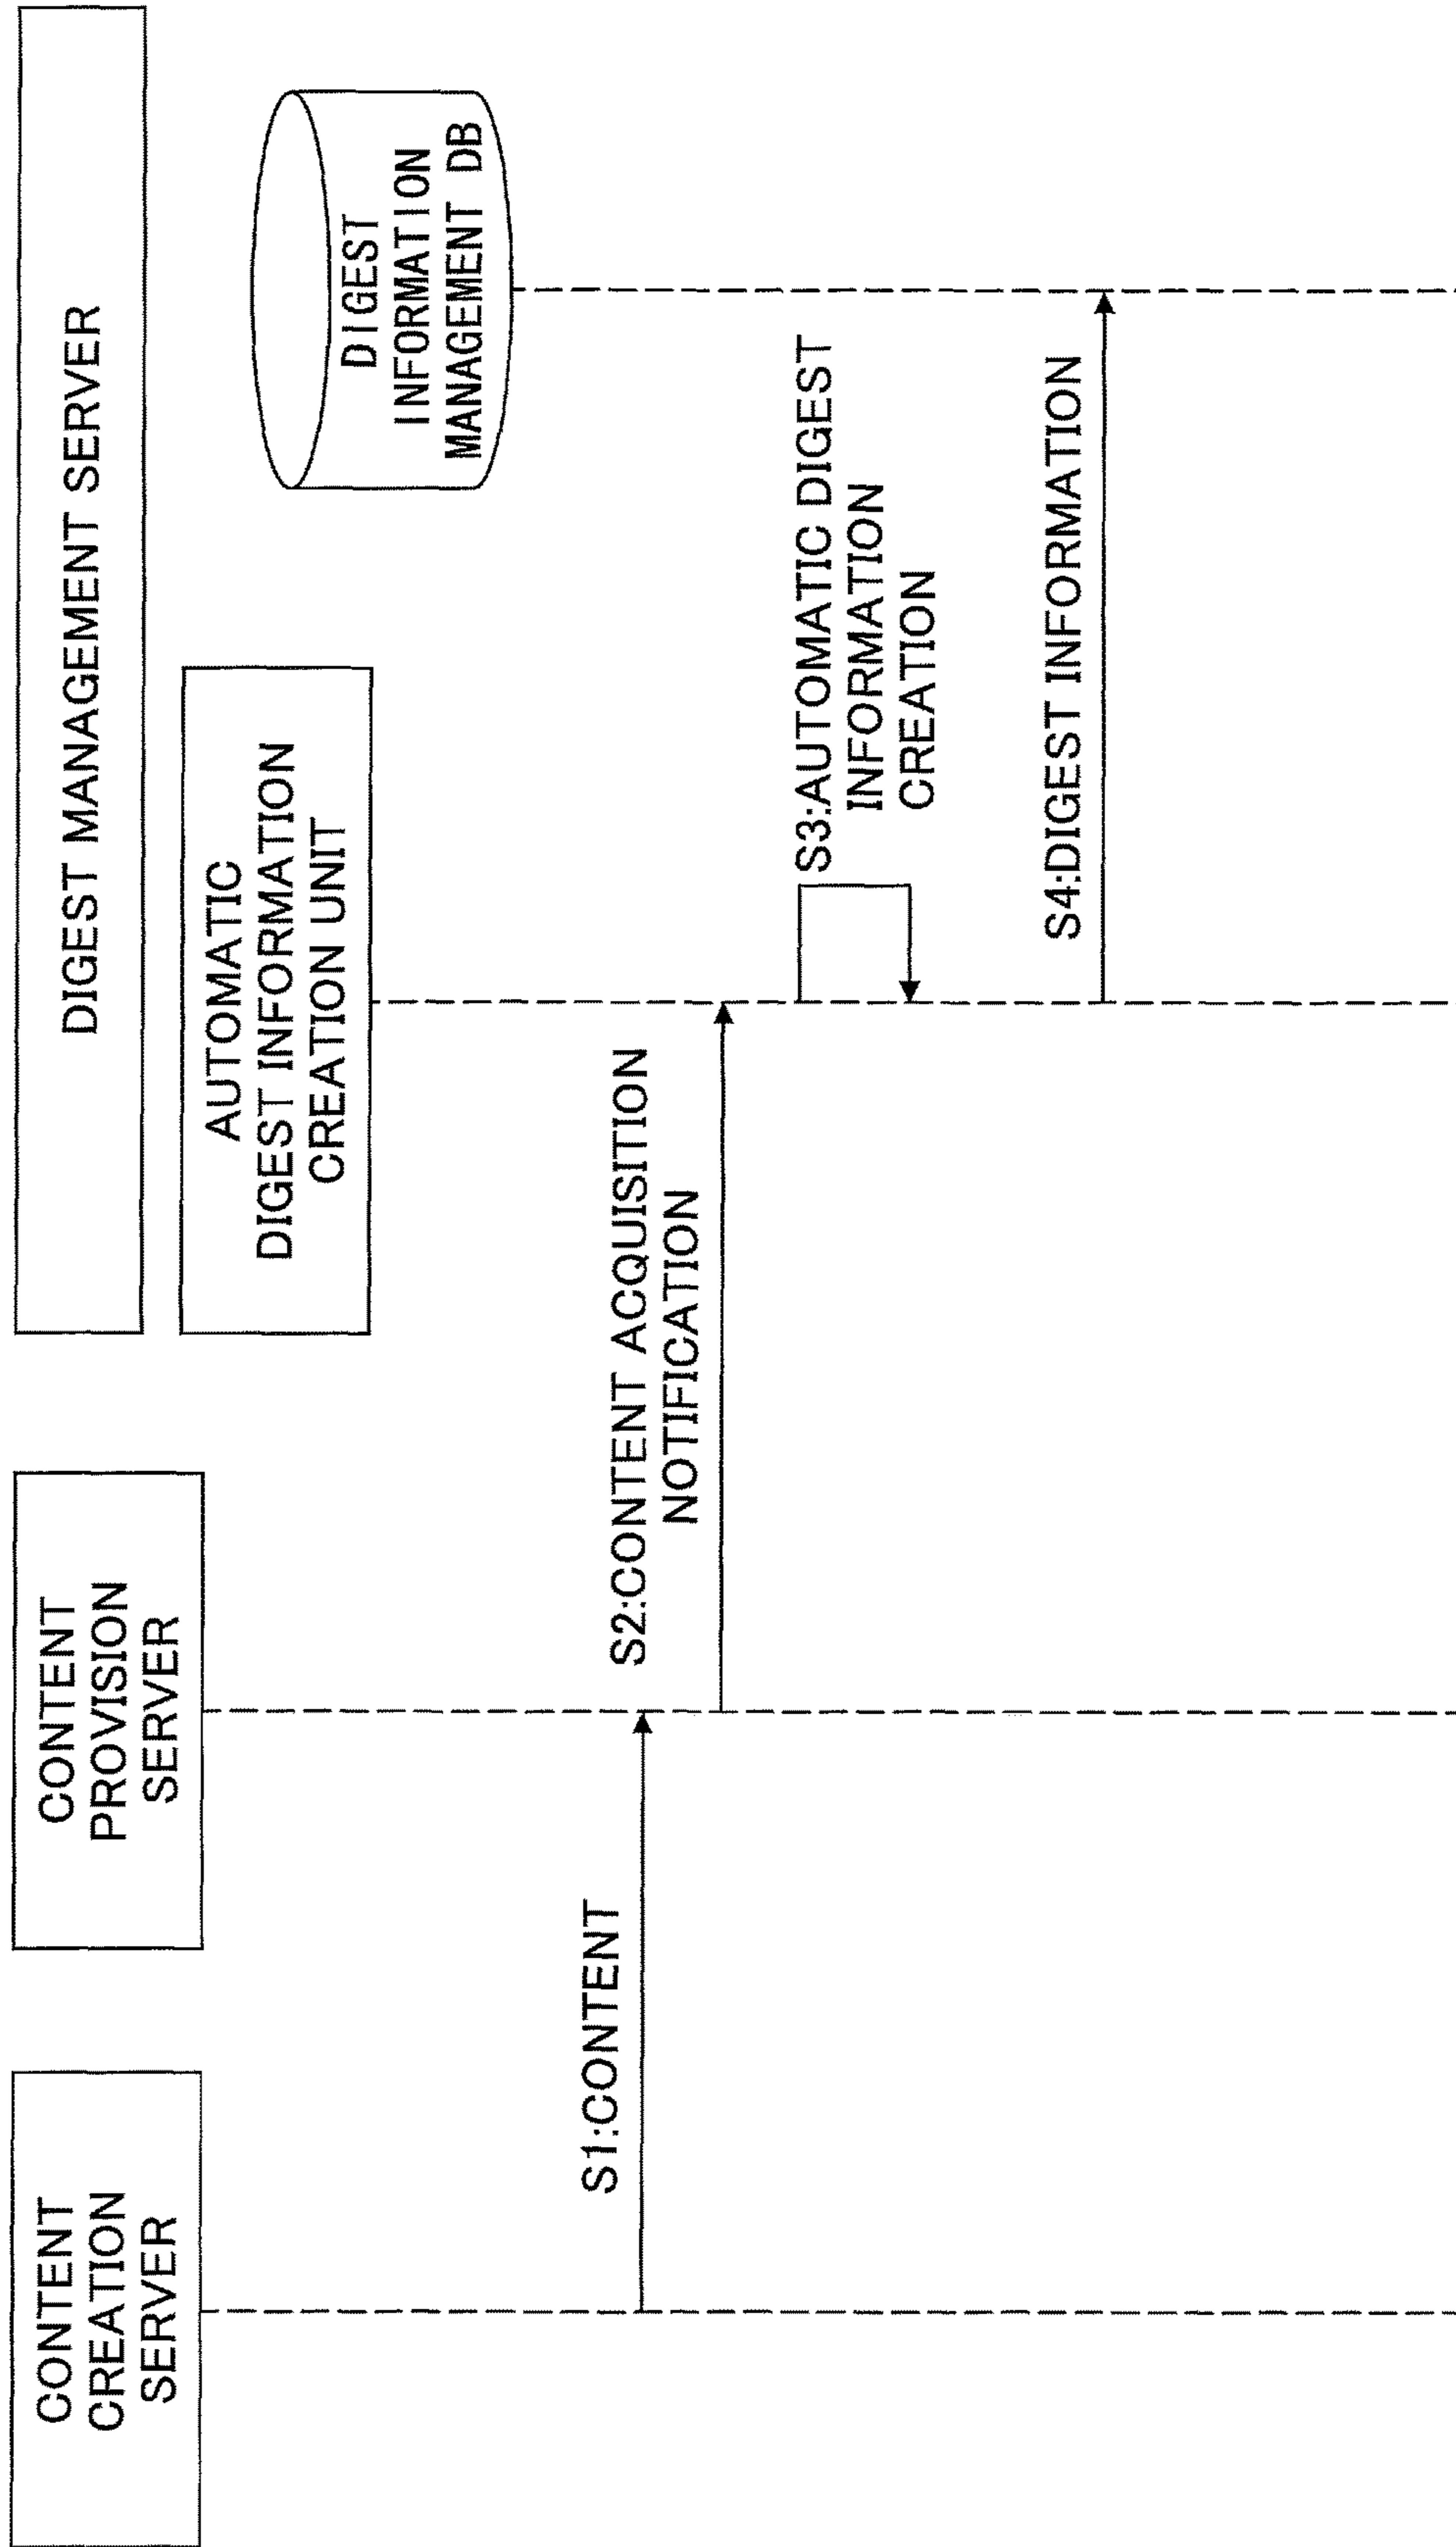 CONTENT
CREATION
SERVER
CONTENT
PROVISION
SERVER
DIGEST MANAGEMENT SERVER
AUTOMATIC
DIGEST INFORMATION
CREATION UNIT
DIGEST
INFORMATION
MANAGEMENT DB
S1:CONTENT
S2:CONTENT ACQUISITION
NOTIFICATION
S3:AUTOMATIC DIGEST
INFORMATION
CREATION
S4:DIGEST INFORMATION